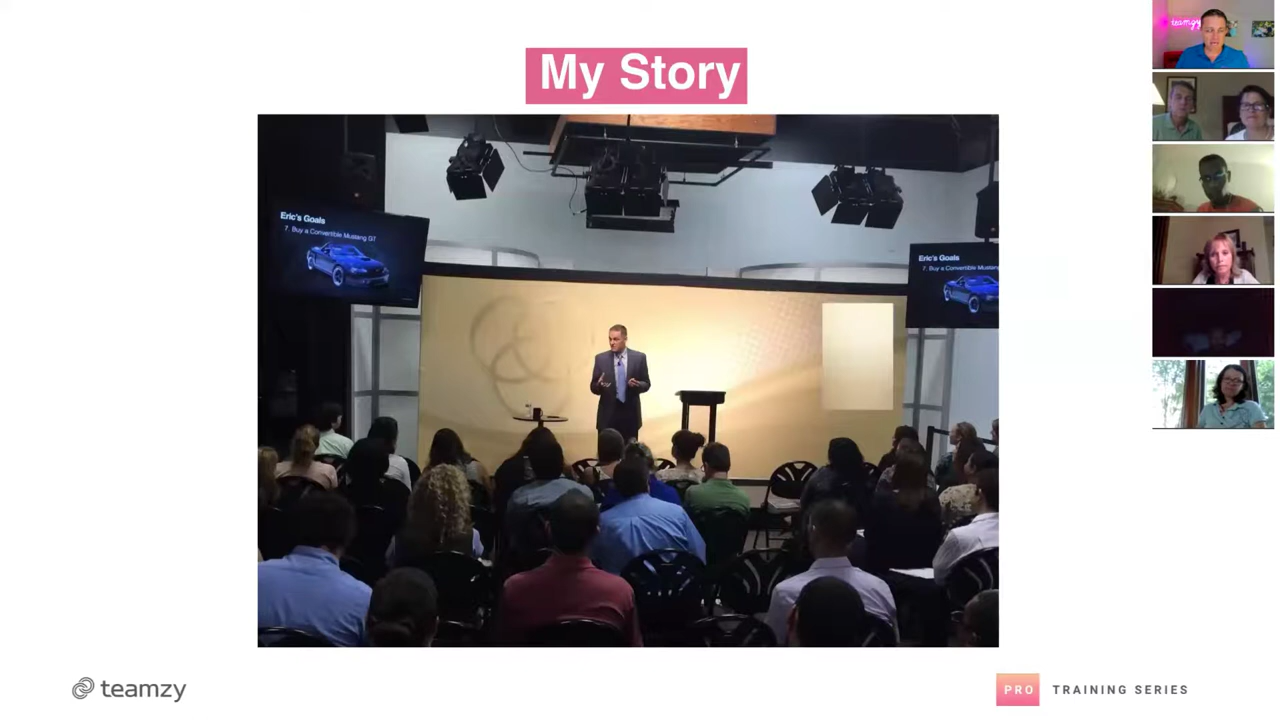 My Story
Eric's Goals
7. Buy a Convertible Mustang GT
Eric's Goals
7. Buy a Convertible Mustang
teamzy
teamzy
PRO TRAINING SERIES